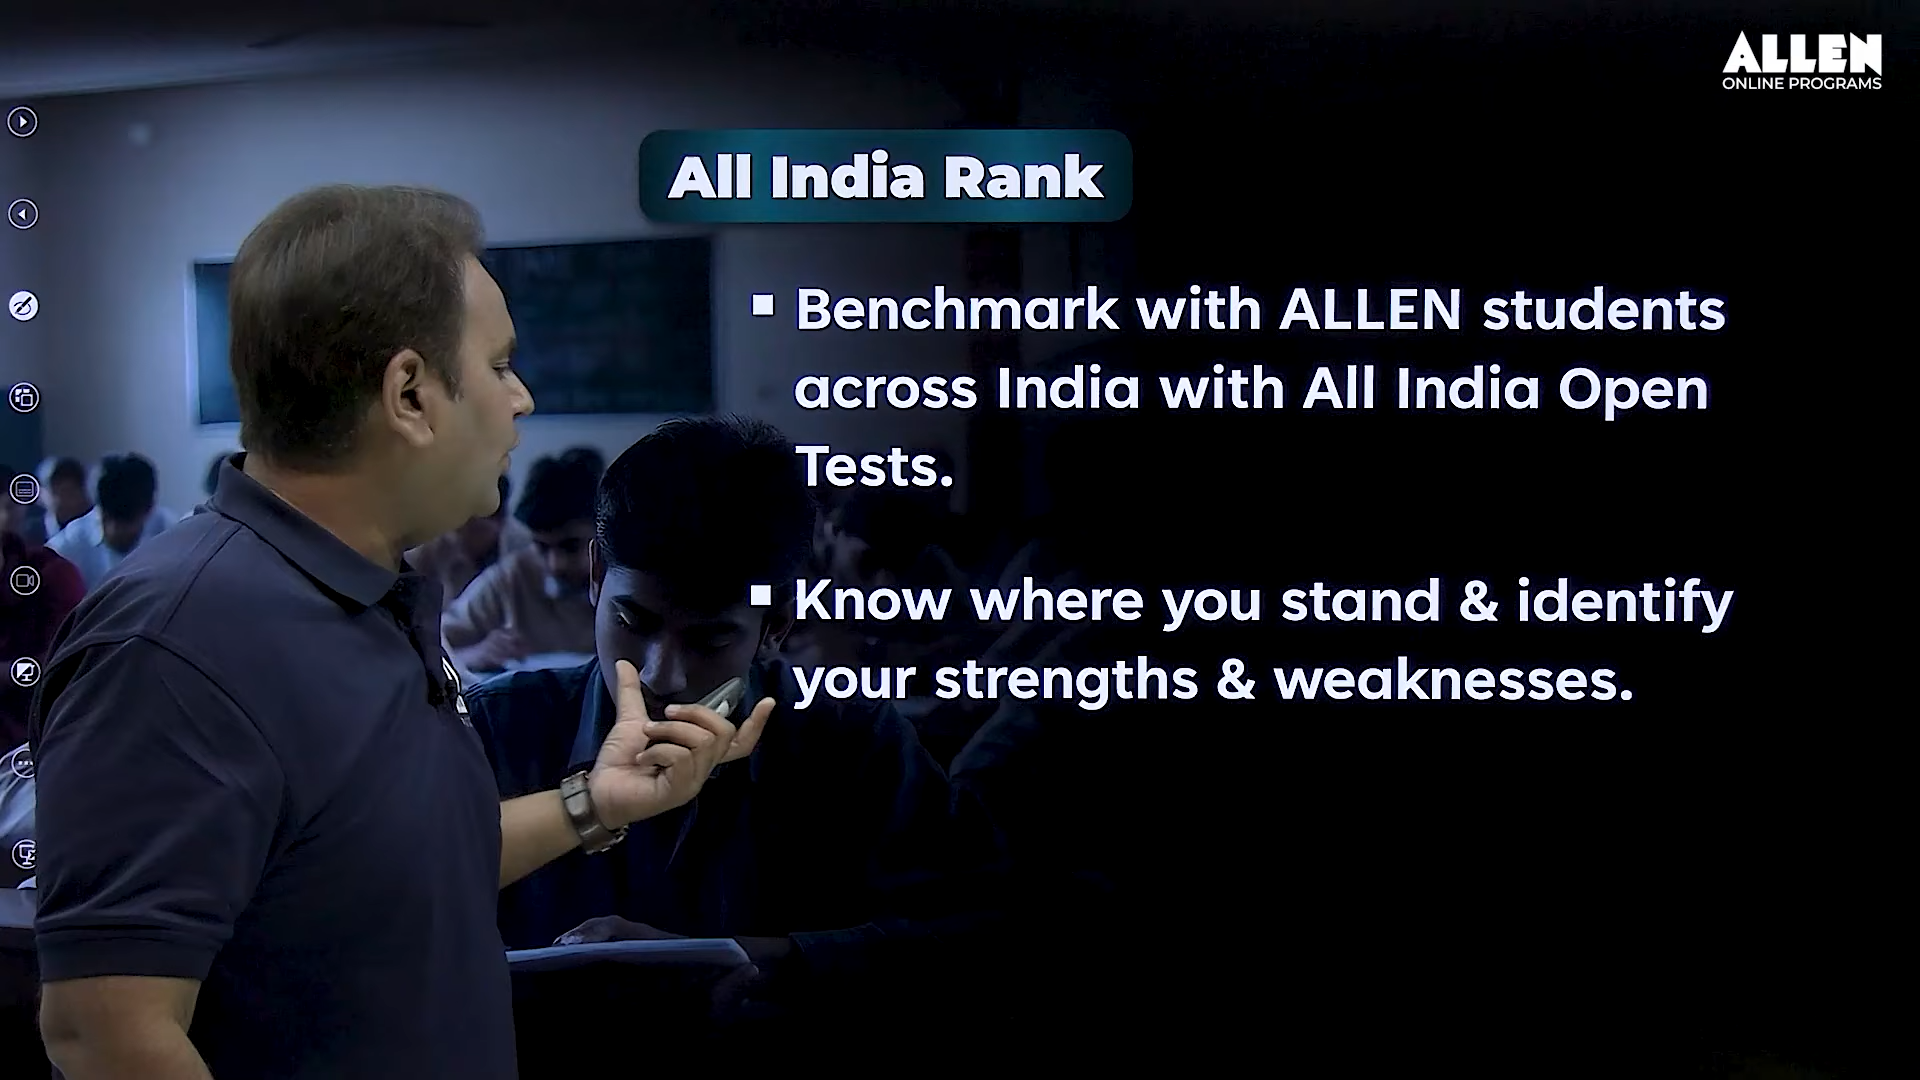 ALLEN
ONLINE PROGRAMS
All India Rank
▪ Benchmark with ALLEN students
across India with All India Open
Tests.
▪ Know where you stand & identify
your strengths & weaknesses.